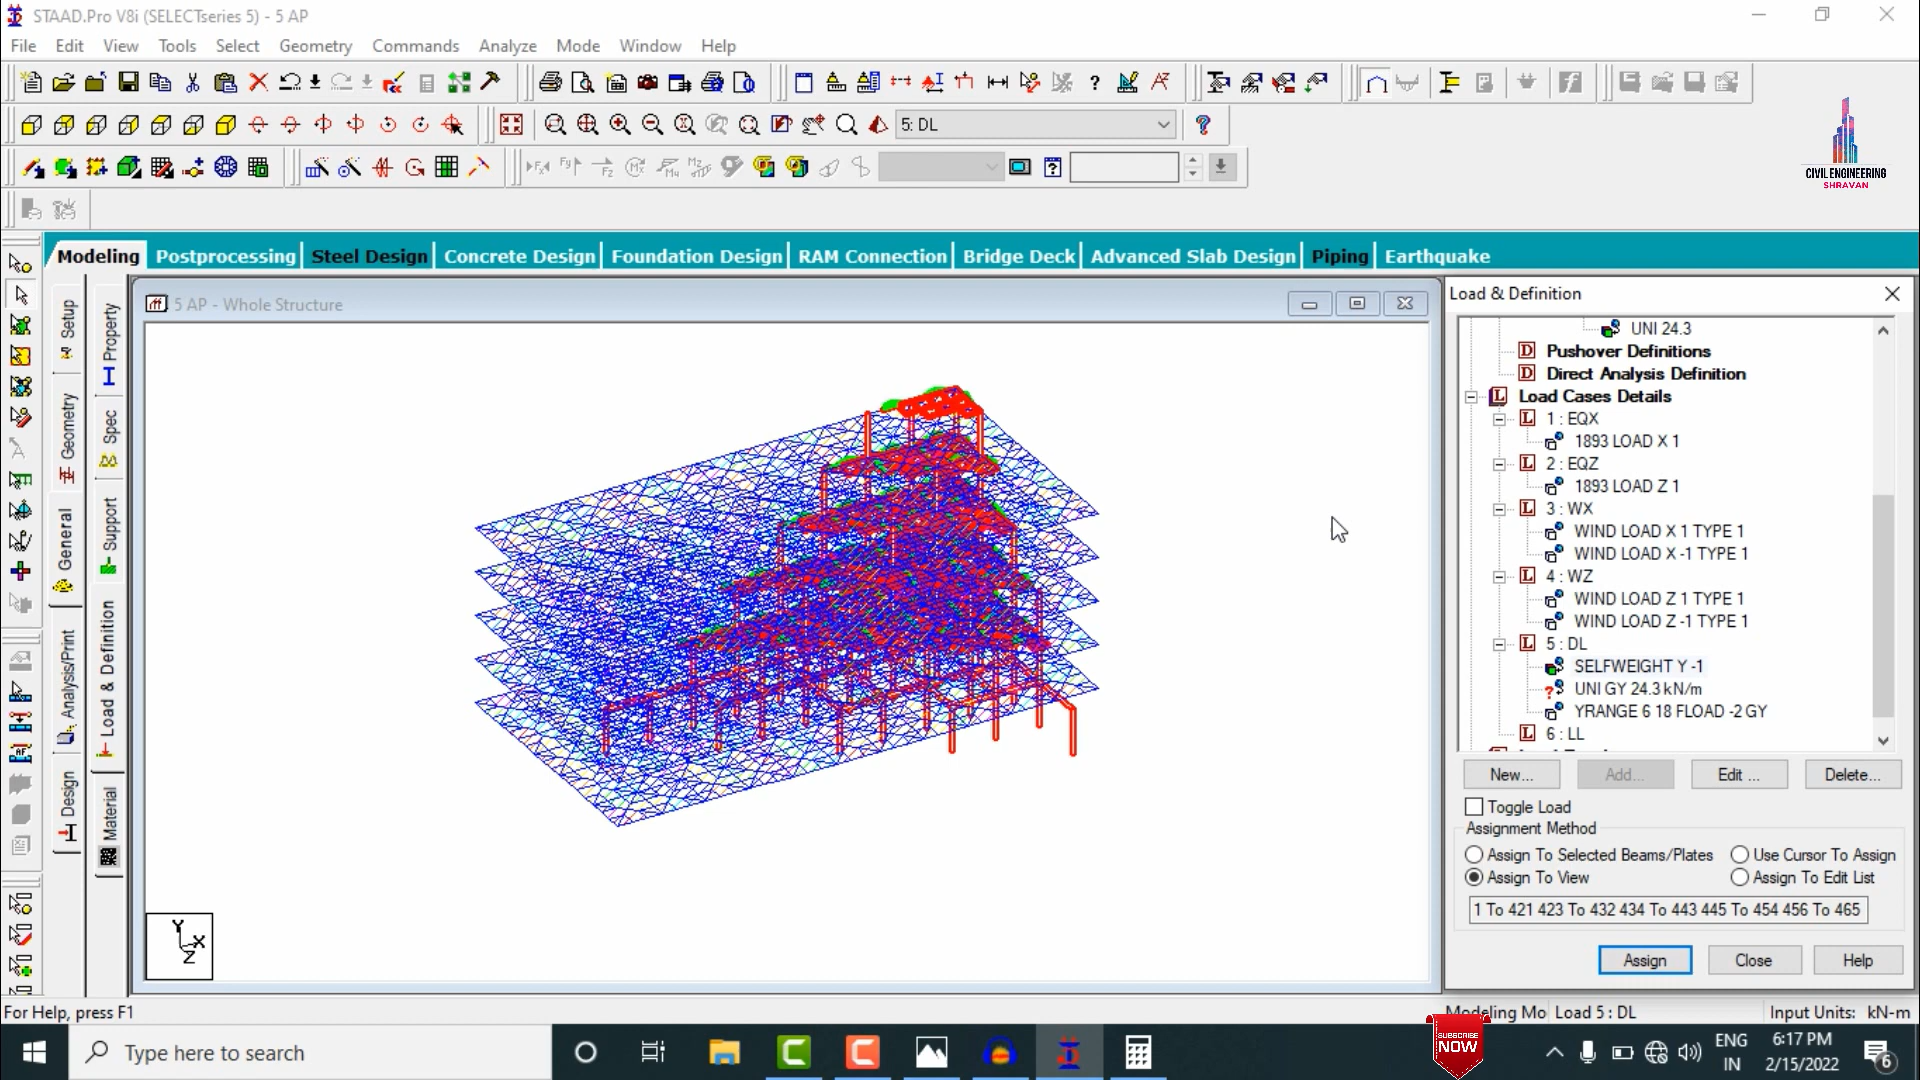 STAAD.Pro V8i (SELECTseries 5) - 5 AP
File Edit View Tools Select Geometry Commands Analyze Mode Window Help
5: DL
CIVIL ENGINEERING
SHRAVAN
Modeling Postprocessing Steel Design Concrete Design Foundation Design RAM Connection Bridge Deck Advanced Slab Design Piping Earthquake
Setup
Geometry
General
Analysis/Print
Design
Property
Spec
Support
Load & Definition
Material
5 AP - Whole Structure
Y
X
Z
Load & Definition
UNI 24.3
Pushover Definitions
Direct Analysis Definition
Load Cases Details
1 : EQX
1893 LOAD X 1
2 : EQZ
1893 LOAD Z 1
3 : WX
WIND LOAD X 1 TYPE 1
WIND LOAD X -1 TYPE 1
4 : WZ
WIND LOAD Z 1 TYPE 1
WIND LOAD Z -1 TYPE 1
5 : DL
SELFWEIGHT Y -1
UNI GY 24.3 kN/m
YRANGE 6 18 FLOAD -2 GY
6 : LL
New... Add... Edit ... Delete...
Toggle Load
Assignment Method
Assign To Selected Beams/Plates Use Cursor To Assign
Assign To View Assign To Edit List
1 To 421 423 To 432 434 To 443 445 To 454 456 To 465
Assign Close Help
For Help, press F1
Modeling Mo Load 5 : DL Input Units: kN-m
Type here to search
SUBSCRIBE
NOW
ENG
IN
6:17 PM
2/15/2022
6